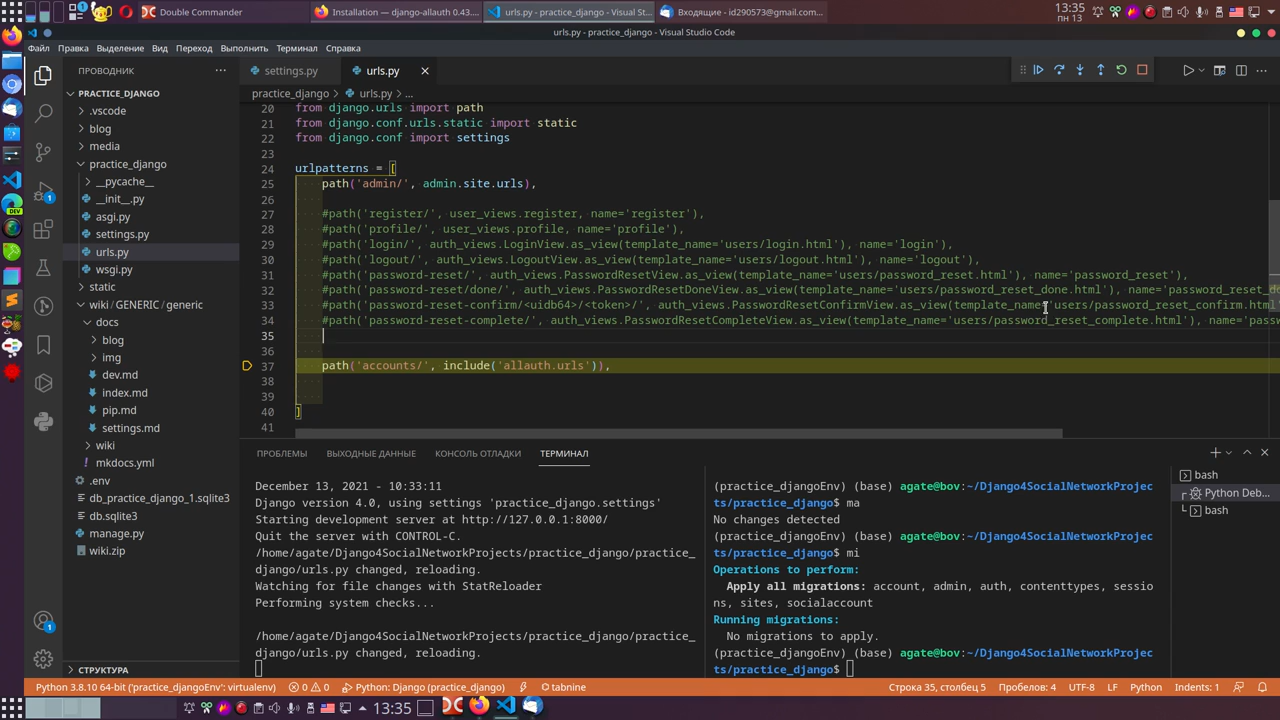 Double Command
Installation — django-allauth 0.43....
urls.py - practice_django - Visual St...
Входящие - id290573@gmail.com...
13:35
пн 13
urls.py - practice_django - Visual Studio Code
Файл Правка Выделение Вид Переход Выполнить Терминал Справка
ПРОВОДНИК ···
settings.py
urls.py
PRACTICE_DJANGO
practice_django > urls.py > ...
.vscode
blog
media
practice_django
__pycache__
__init__.py
asgi.py
settings.py
urls.py
wsgi.py
static
wiki/GENERIC/generic
docs
blog
img
dev.md
index.md
pip.md
settings.md
wiki
mkdocs.yml
.env
db_practice_django_1.sqlite3
db.sqlite3
manage.py
wiki.zip
СТРУКТУРА
20 from django.urls import path
21 from django.conf.urls.static import static
22 from django.conf import settings
23
24 urlpatterns = [
25 path('admin/', admin.site.urls),
26
27 #path('register/', user_views.register, name='register'),
28 #path('profile/', user_views.profile, name='profile'),
29 #path('login/', auth_views.LoginView.as_view(template_name='users/login.html'), name='login'),
30 #path('logout/', auth_views.LogoutView.as_view(template_name='users/logout.html'), name='logout'),
31 #path('password-reset/', auth_views.PasswordResetView.as_view(template_name='users/password_reset.html'), name='password_reset'),
32 #path('password-reset/done/', auth_views.PasswordResetDoneView.as_view(template_name='users/password_reset_done.html'), name='password_reset_do
33 #path('password-reset-confirm/<uidb64>/<token>/', auth_views.PasswordResetConfirmView.as_view(template_name='users/password_reset_confirm.html'
34 #path('password-reset-complete/', auth_views.PasswordResetCompleteView.as_view(template_name='users/password_reset_complete.html'), name='passw
35
36
37 path('accounts/', include('allauth.urls')),
38
39
40 ]
41
ПРОБЛЕМЫ ВЫХОДНЫЕ ДАННЫЕ КОНСОЛЬ ОТЛАДКИ ТЕРМИНАЛ
December 13, 2021 - 10:33:11
Django version 4.0, using settings 'practice_django.settings'
Starting development server at http://127.0.0.1:8000/
Quit the server with CONTROL-C.
/home/agate/Django4SocialNetworkProjects/practice_django/practice_
django/urls.py changed, reloading.
Watching for file changes with StatReloader
Performing system checks...
/home/agate/Django4SocialNetworkProjects/practice_django/practice_
django/urls.py changed, reloading.
(practice_djangoEnv) (base) agate@bov:~/Django4SocialNetworkProjec
ts/practice_django$ ma
No changes detected
(practice_djangoEnv) (base) agate@bov:~/Django4SocialNetworkProjec
ts/practice_django$ mi
Operations to perform:
Apply all migrations: account, admin, auth, contenttypes, sessio
ns, sites, socialaccount
Running migrations:
No migrations to apply.
(practice_djangoEnv) (base) agate@bov:~/Django4SocialNetworkProjec
ts/practice_django$
bash
Python Deb...
bash
Python 3.8.10 64-bit ('practice_djangoEnv': virtualenv) 0 0 Python: Django (practice_django) tabnine Строка 35, столбец 5 Пробелов: 4 UTF-8 LF Python Indents: 1
13:35